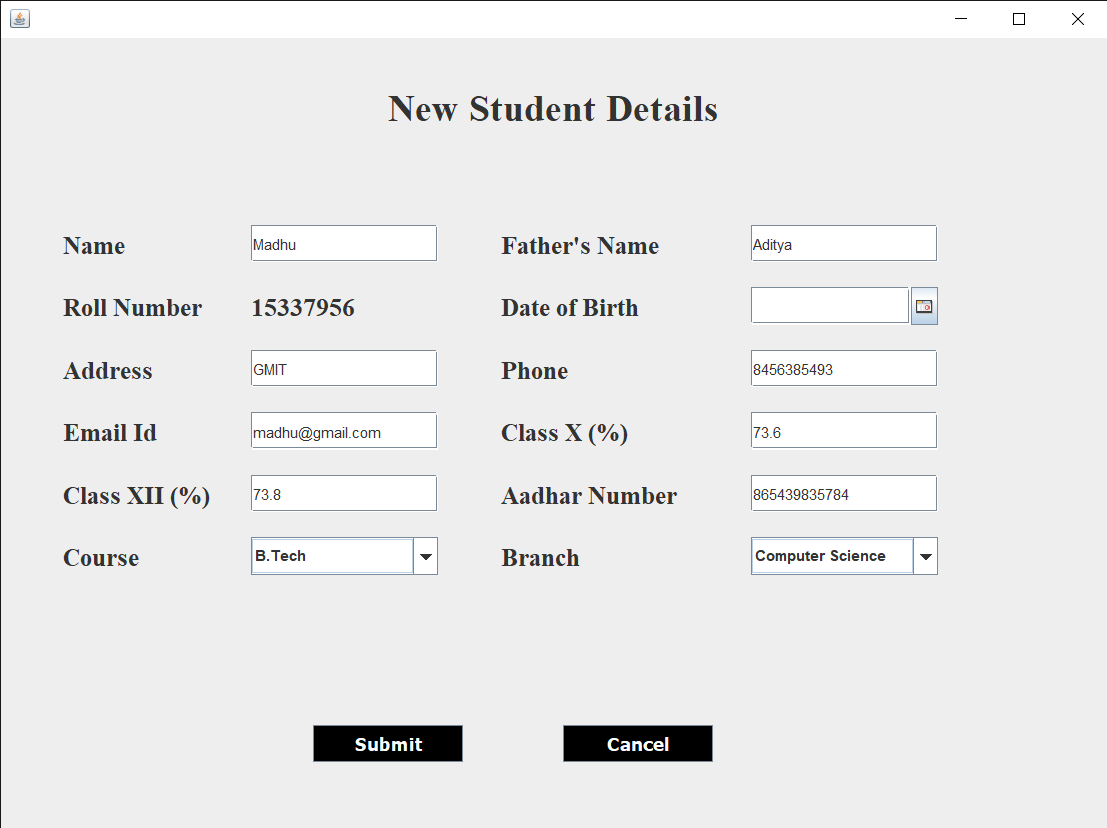 New Student Details
Name Madhu Father's Name Aditya
Roll Number 15337956 Date of Birth
Address GMIT Phone 8456385493
Email Id madhu@gmail.com Class X (%) 73.6
Class XII (%) 73.8 Aadhar Number 865439835784
Course B.Tech Branch Computer Science
Submit Cancel